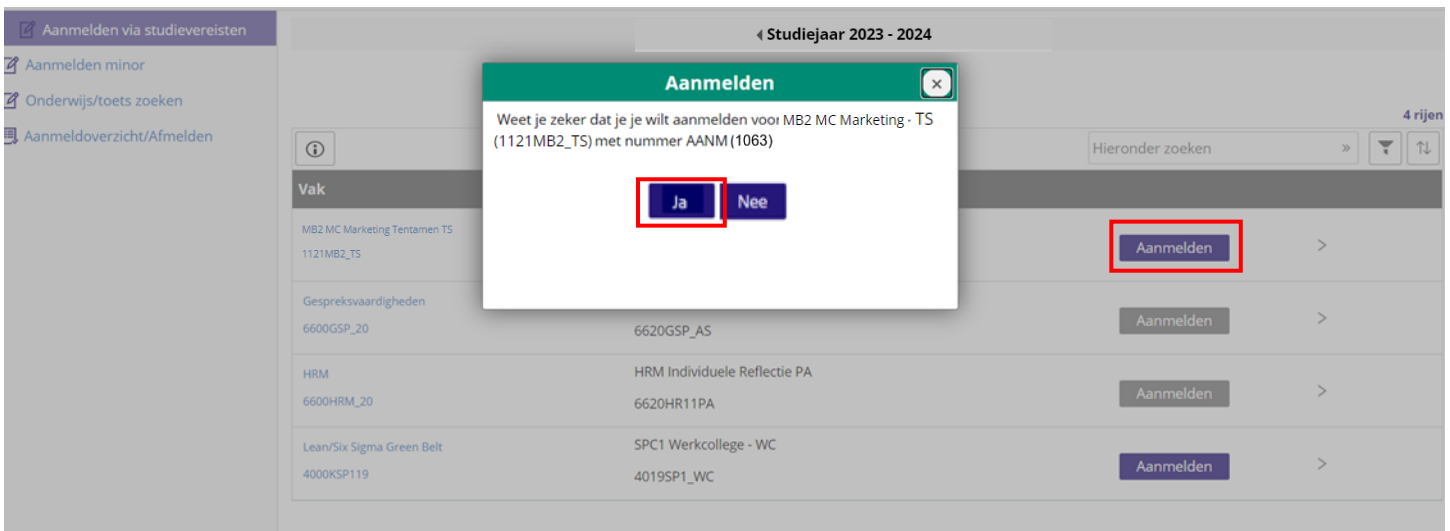 Aanmelden via studievereisten
Aanmelden minor
Onderwijs/toets zoeken
Aanmeldoverzicht/Afmelden
Studiejaar 2023 - 2024
4 rijen
Hieronder zoeken »
Vak
MB2 MC Marketing Tentamen TS
1121MB2_TS
Aanmelden
Gespreksvaardigheden
6600GSP_20
6620GSP_AS
Aanmelden
HRM
6600HRM_20
HRM Individuele Reflectie PA
6620HR11PA
Aanmelden
Lean/Six Sigma Green Belt
4000KSP119
SPC1 Werkcollege - WC
4019SP1_WC
Aanmelden
Aanmelden
Weet je zeker dat je je wilt aanmelden voor MB2 MC Marketing - TS
(1121MB2_TS) met nummer AANM (1063)
Ja
Nee